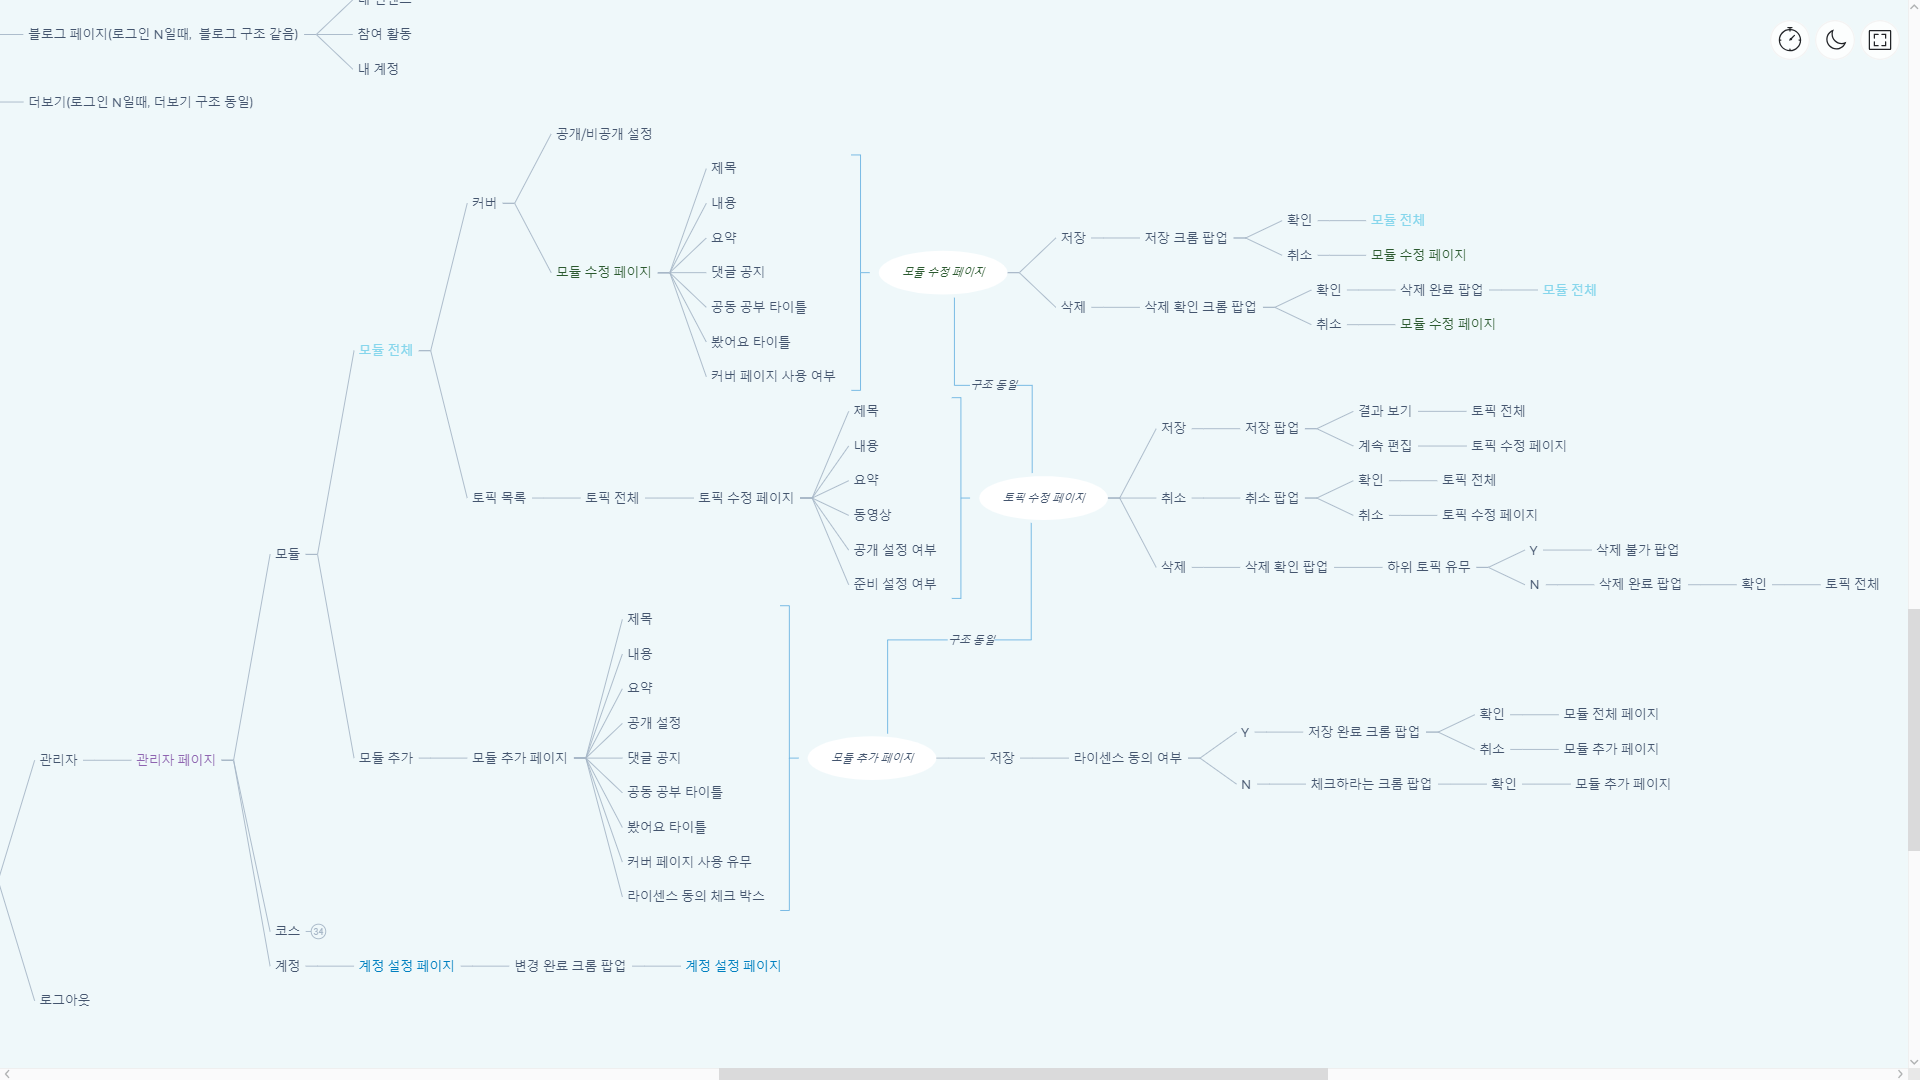 블로그 페이지(로그인 N일때, 블로그 구조 같음)
참여 활동
내 계정
더보기(로그인 N일때, 더보기 구조 동일)
관리자
관리자 페이지
모듈
모듈 전체
커버
공개/비공개 설정
모듈 수정 페이지
제목
내용
요약
댓글 공지
공동 공부 타이틀
봤어요 타이틀
커버 페이지 사용 여부
모듈 수정 페이지
저장
저장 크롬 팝업
확인
모듈 전체
취소
모듈 수정 페이지
삭제
삭제 확인 크롬 팝업
확인
삭제 완료 팝업
모듈 전체
취소
모듈 수정 페이지
구조 동일
토픽 목록
토픽 전체
토픽 수정 페이지
제목
내용
요약
동영상
공개 설정 여부
준비 설정 여부
토픽 수정 페이지
저장
저장 팝업
결과 보기
토픽 전체
계속 편집
토픽 수정 페이지
취소
취소 팝업
확인
토픽 전체
취소
토픽 수정 페이지
삭제
삭제 확인 팝업
하위 토픽 유무
Y
삭제 불가 팝업
N
삭제 완료 팝업
확인
토픽 전체
구조 동일
모듈 추가
모듈 추가 페이지
제목
내용
요약
공개 설정
댓글 공지
공동 공부 타이틀
봤어요 타이틀
커버 페이지 사용 유무
라이센스 동의 체크 박스
모듈 추가 페이지
저장
라이센스 동의 여부
Y
저장 완료 크롬 팝업
확인
모듈 전체 페이지
취소
모듈 추가 페이지
N
체크하라는 크롬 팝업
확인
모듈 추가 페이지
코스
34
계정
계정 설정 페이지
변경 완료 크롬 팝업
계정 설정 페이지
로그아웃